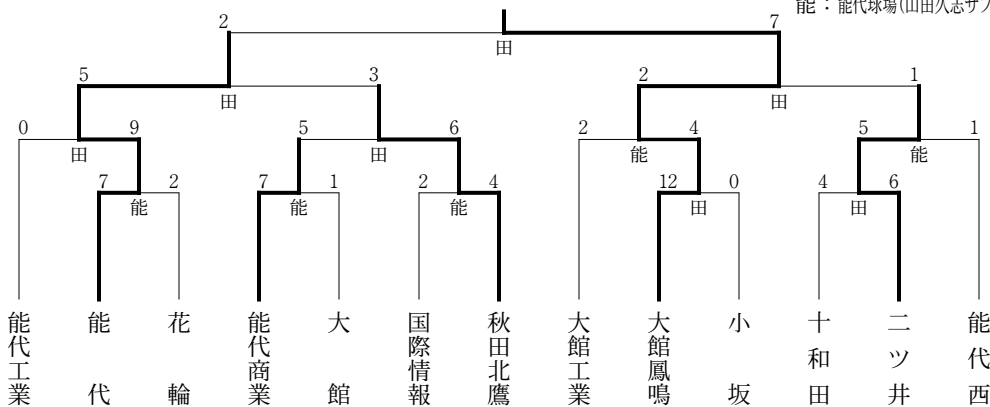 能：能代球場(山田久志サブ
2 7
田
5 3 2 1
田 田
0 9 5 6 2 4 5 1
田 田 能 能
7 2 7 1 2 4 12 0 4 6
能 能 能 田 田
能代工業
能代
花輪
能代商業
大館
国際情報
秋田北鷹
大館工業
大館鳳鳴
小坂
十和田
二ツ井
能代西